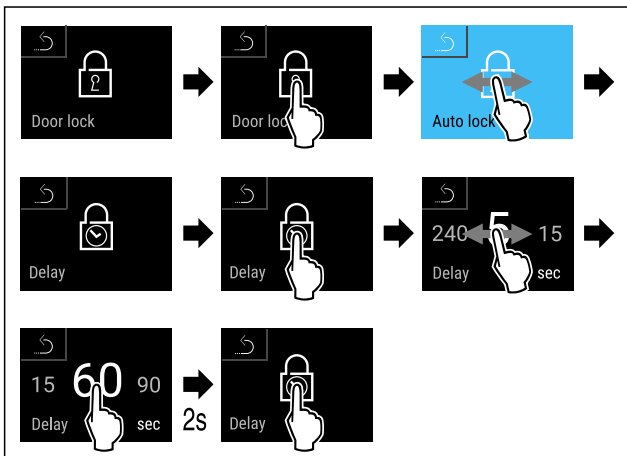 Door lock
Door loc
Auto lock
Delay
Delay
240 5 15
Delay sec
15 60 90
Delay sec
2s
Delay